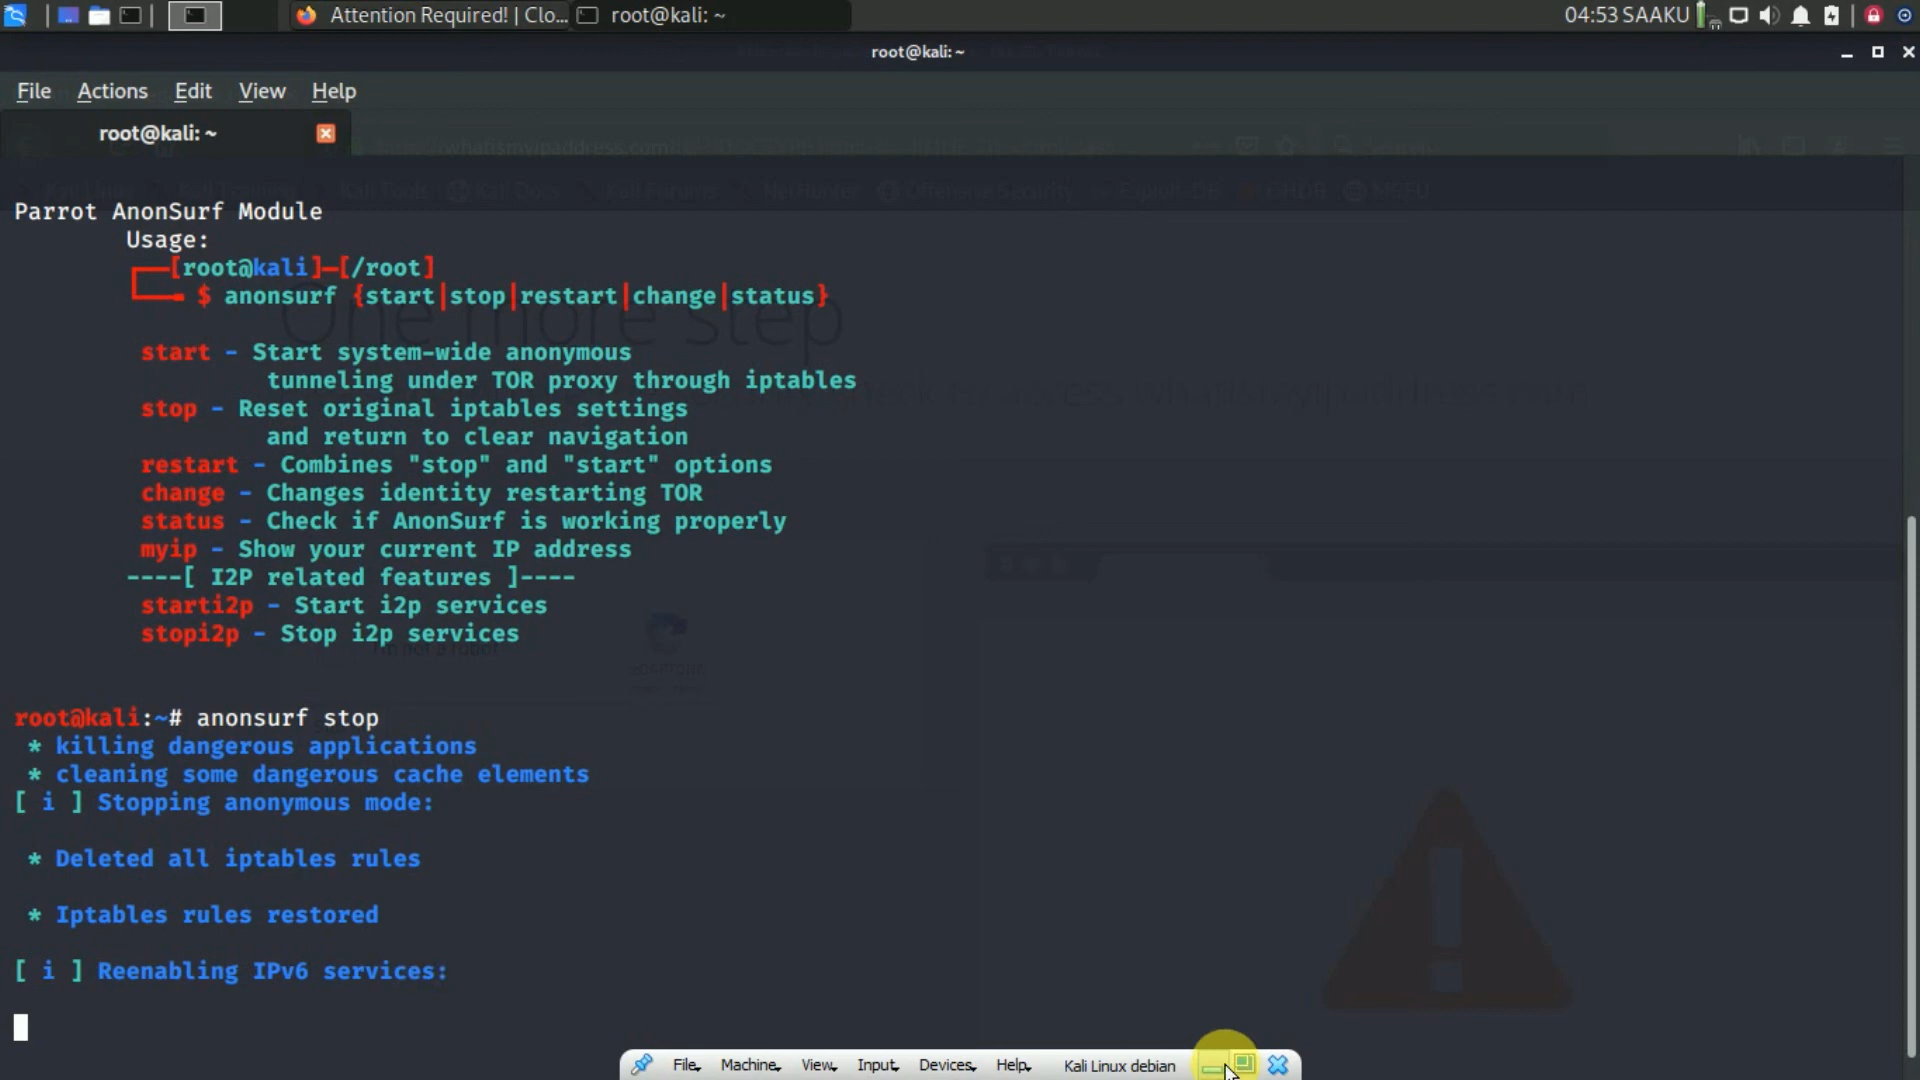 Attention Required! | Clo...
root@kali: ~
04:53 SAAKU
root@kali: ~
File Actions Edit View Help
root@kali: ~
Parrot AnonSurf Module
Usage:
[root@kali]-[/root]
$ anonsurf {start|stop|restart|change|status}
start - Start system-wide anonymous
tunneling under TOR proxy through iptables
stop - Reset original iptables settings
and return to clear navigation
restart - Combines "stop" and "start" options
change - Changes identity restarting TOR
status - Check if AnonSurf is working properly
myip - Show your current IP address
----[ I2P related features ]----
starti2p - Start i2p services
stopi2p - Stop i2p services
One more step
I'm not a robot
root@kali:~# anonsurf stop
* killing dangerous applications
* cleaning some dangerous cache elements
[ i ] Stopping anonymous mode:
* Deleted all iptables rules
* Iptables rules restored
[ i ] Reenabling IPv6 services:
File Machine View Input Devices Help Kali Linux debian